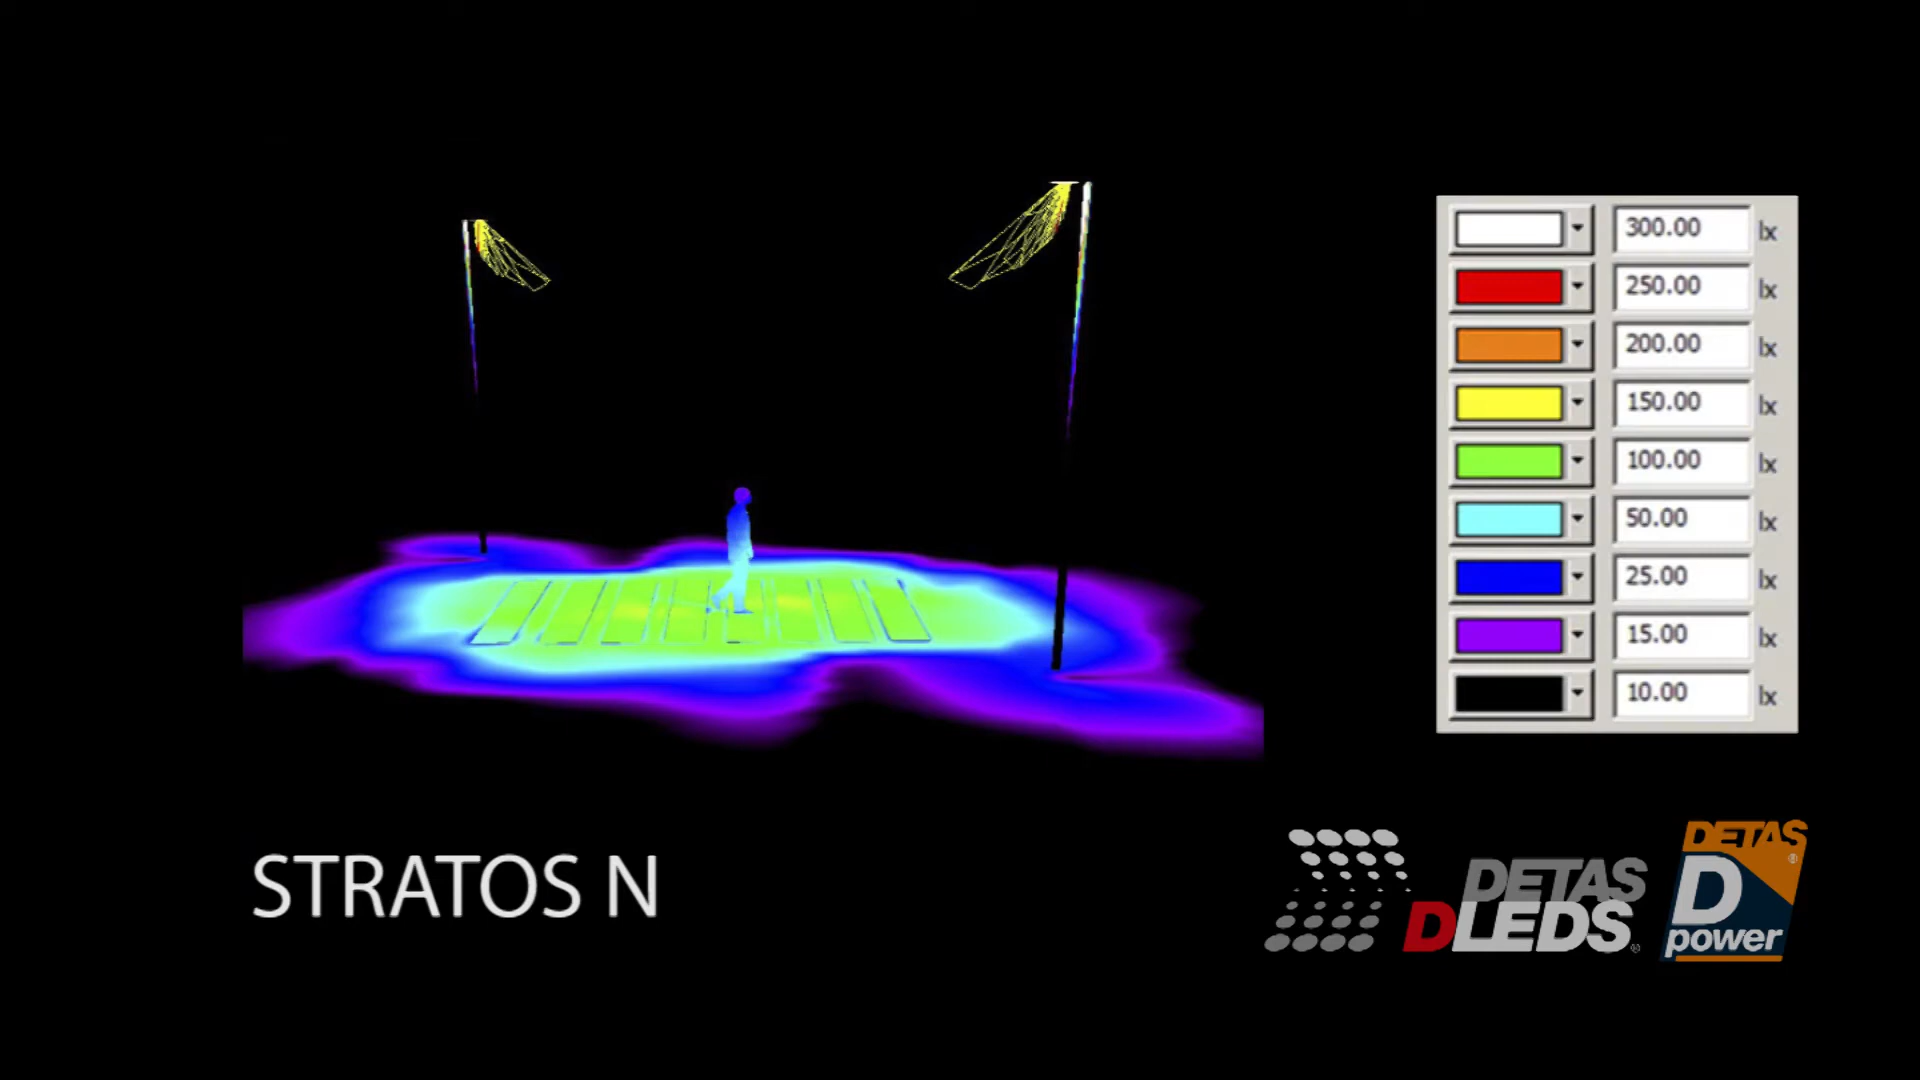 300.00 lx
250.00 lx
200.00 lx
150.00 lx
100.00 lx
50.00 lx
25.00 lx
15.00 lx
10.00 lx
STRATOS N
DETAS
DLEDS®
DETAS®
D
power